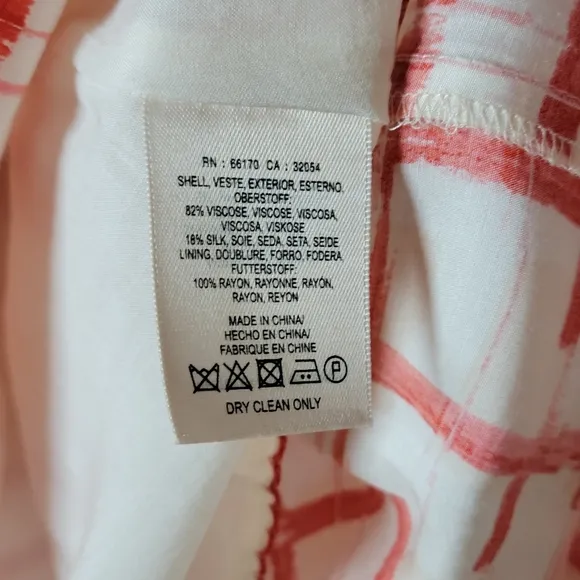 RN : 66170 CA : 32054
SHELL, VESTE, EXTERIOR, ESTERNO,
OBERSTOFF:
82% VISCOSE, VISCOSE, VISCOSA,
VISCOSA, VISKOSE
18% SILK, SOIE, SEDA, SETA, SEIDE
LINING, DOUBLURE, FORRO, FODERA,
FUTTERSTOFF:
100% RAYON, RAYONNE, RAYON,
RAYON, REYON
MADE IN CHINA/
HECHO EN CHINA/
FABRIQUE EN CHINE
P
DRY CLEAN ONLY